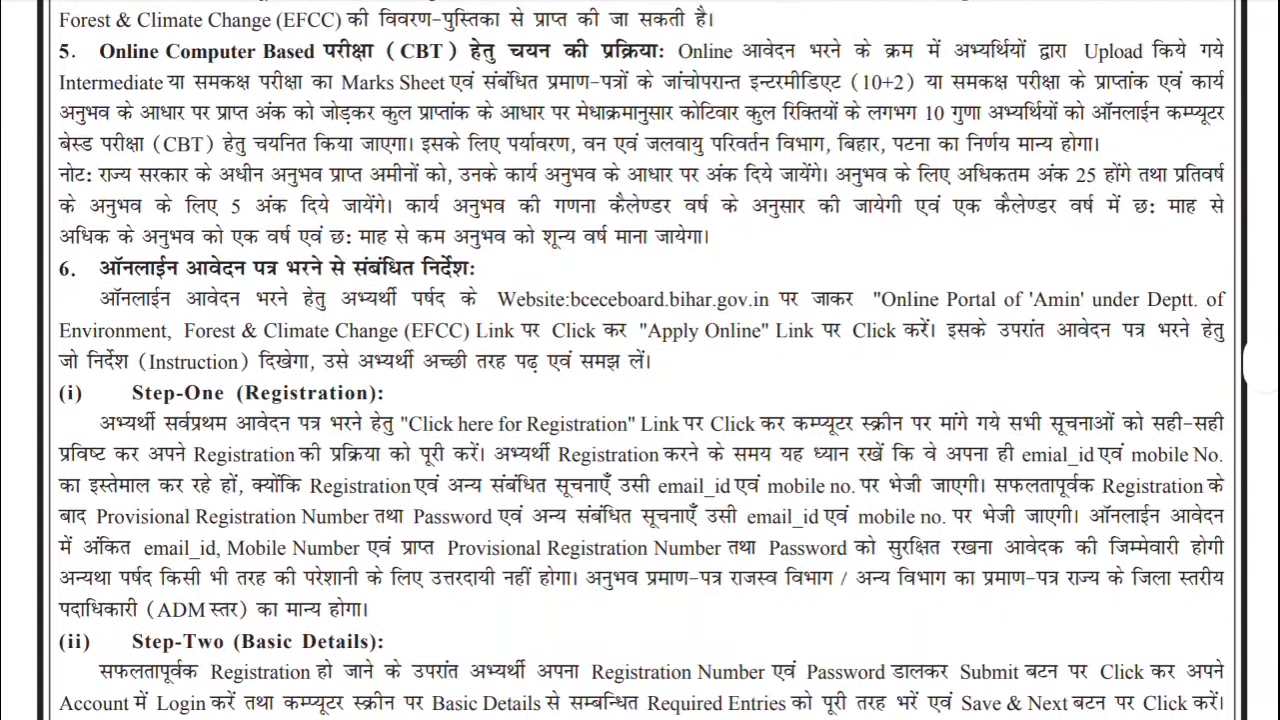 Forest & Climate Change (EFCC) की विवरण-पुस्तिका से प्राप्त की जा सकती है।
5. Online Computer Based परीक्षा (CBT) हेतु चयन की प्रक्रिया: Online आवेदन भरने के क्रम में अभ्यर्थियों द्वारा Upload किये गये
Intermediate या समकक्ष परीक्षा का Marks Sheet एवं संबंधित प्रमाण-पत्रों के जांचोपरान्त इन्टरमीडिएट (10+2) या समकक्ष परीक्षा के प्राप्तांक एवं कार्य
अनुभव के आधार पर प्राप्त अंक को जोड़कर कुल प्राप्तांक के आधार पर मेधाक्रमानुसार कोटिवार कुल रिक्तियों के लगभग 10 गुणा अभ्यर्थियों को ऑनलाईन कम्प्यूटर
बेस्ड परीक्षा (CBT) हेतु चयनित किया जाएगा। इसके लिए पर्यावरण, वन एवं जलवायु परिवर्तन विभाग, बिहार, पटना का निर्णय मान्य होगा।
नोट: राज्य सरकार के अधीन अनुभव प्राप्त अमीनों को, उनके कार्य अनुभव के आधार पर अंक दिये जायेंगे। अनुभव के लिए अधिकतम अंक 25 होंगे तथा प्रतिवर्ष
के अनुभव के लिए 5 अंक दिये जायेंगे। कार्य अनुभव की गणना कैलेण्डर वर्ष के अनुसार की जायेगी एवं एक कैलेण्डर वर्ष में छ: माह से
अधिक के अनुभव को एक वर्ष एवं छ: माह से कम अनुभव को शून्य वर्ष माना जायेगा।
6. ऑनलाईन आवेदन पत्र भरने से संबंधित निर्देश:
ऑनलाईन आवेदन भरने हेतु अभ्यर्थी पर्षद के Website:bceceboard.bihar.gov.in पर जाकर "Online Portal of 'Amin' under Deptt. of
Environment, Forest & Climate Change (EFCC) Link पर Click कर "Apply Online" Link पर Click करें। इसके उपरांत आवेदन पत्र भरने हेतु
जो निर्देश (Instruction) दिखेगा, उसे अभ्यर्थी अच्छी तरह पढ़ एवं समझ लें।
(i) Step-One (Registration):
अभ्यर्थी सर्वप्रथम आवेदन पत्र भरने हेतु "Click here for Registration" Link पर Click कर कम्प्यूटर स्क्रीन पर मांगे गये सभी सूचनाओं को सही-सही
प्रविष्ट कर अपने Registration की प्रक्रिया को पूरी करें। अभ्यर्थी Registration करने के समय यह ध्यान रखें कि वे अपना ही emial_id एवं mobile No.
का इस्तेमाल कर रहे हों, क्योंकि Registration एवं अन्य संबंधित सूचनाएँ उसी email_id एवं mobile no. पर भेजी जाएगी। सफलतापूर्वक Registration के
बाद Provisional Registration Number तथा Password एवं अन्य संबंधित सूचनाएँ उसी email_id एवं mobile no. पर भेजी जाएगी। ऑनलाईन आवेदन
में अंकित email_id, Mobile Number एवं प्राप्त Provisional Registration Number तथा Password को सुरक्षित रखना आवेदक की जिम्मेवारी होगी
अन्यथा पर्षद किसी भी तरह की परेशानी के लिए उत्तरदायी नहीं होगा। अनुभव प्रमाण-पत्र राजस्व विभाग / अन्य विभाग का प्रमाण-पत्र राज्य के जिला स्तरीय
पदाधिकारी (ADM स्तर) का मान्य होगा।
(ii) Step-Two (Basic Details):
सफलतापूर्वक Registration हो जाने के उपरांत अभ्यर्थी अपना Registration Number एवं Password डालकर Submit बटन पर Click कर अपने
Account में Login करें तथा कम्प्यूटर स्क्रीन पर Basic Details से सम्बन्धित Required Entries को पूरी तरह भरें एवं Save & Next बटन पर Click करें।